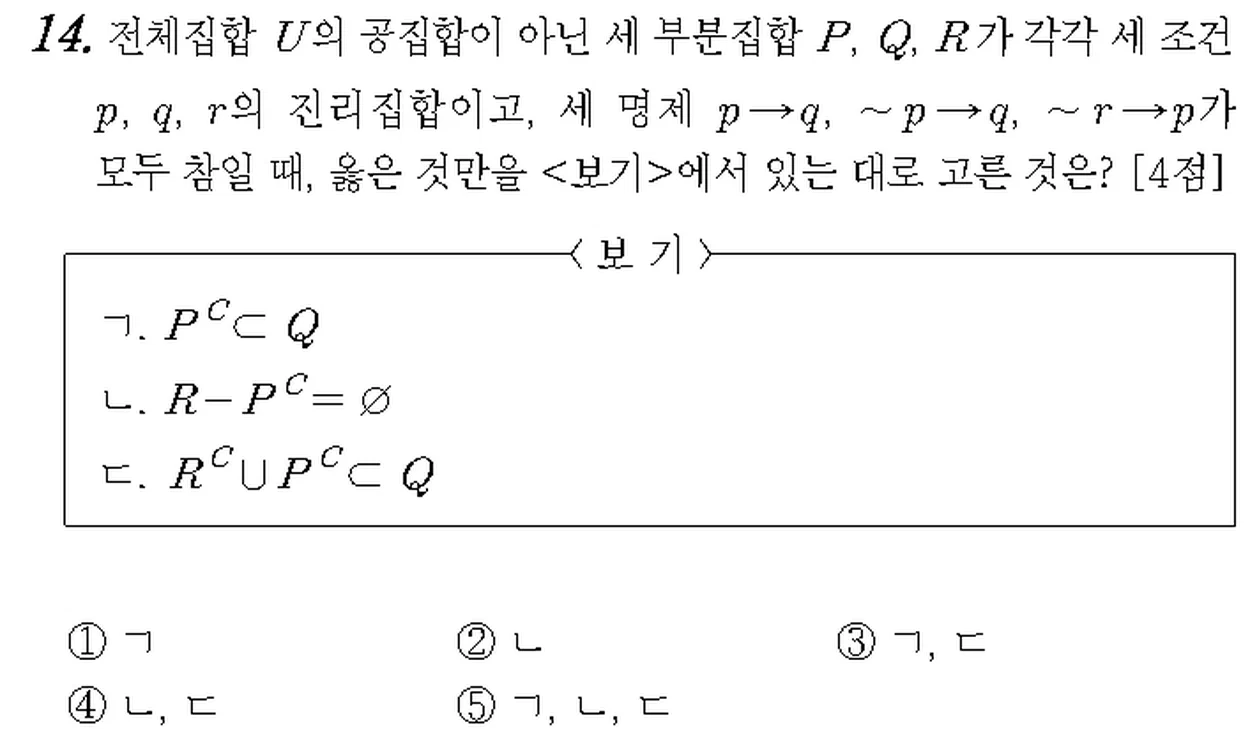 14. 전체집합 U의 공집합이 아닌 세 부분집합 P, Q, R가 각각 세 조건
p, q, r의 진리집합이고, 세 명제 p→q, ~p→q, ~r→p가
모두 참일 때, 옳은 것만을 <보기>에서 있는 대로 고른 것은? [4점]
〈 보 기 〉
ㄱ. P^C⊂ Q
ㄴ. R−P^C= ∅
ㄷ. R^C∪P^C⊂ Q
① ㄱ ② ㄴ ③ ㄱ, ㄷ
④ ㄴ, ㄷ ⑤ ㄱ, ㄴ, ㄷ